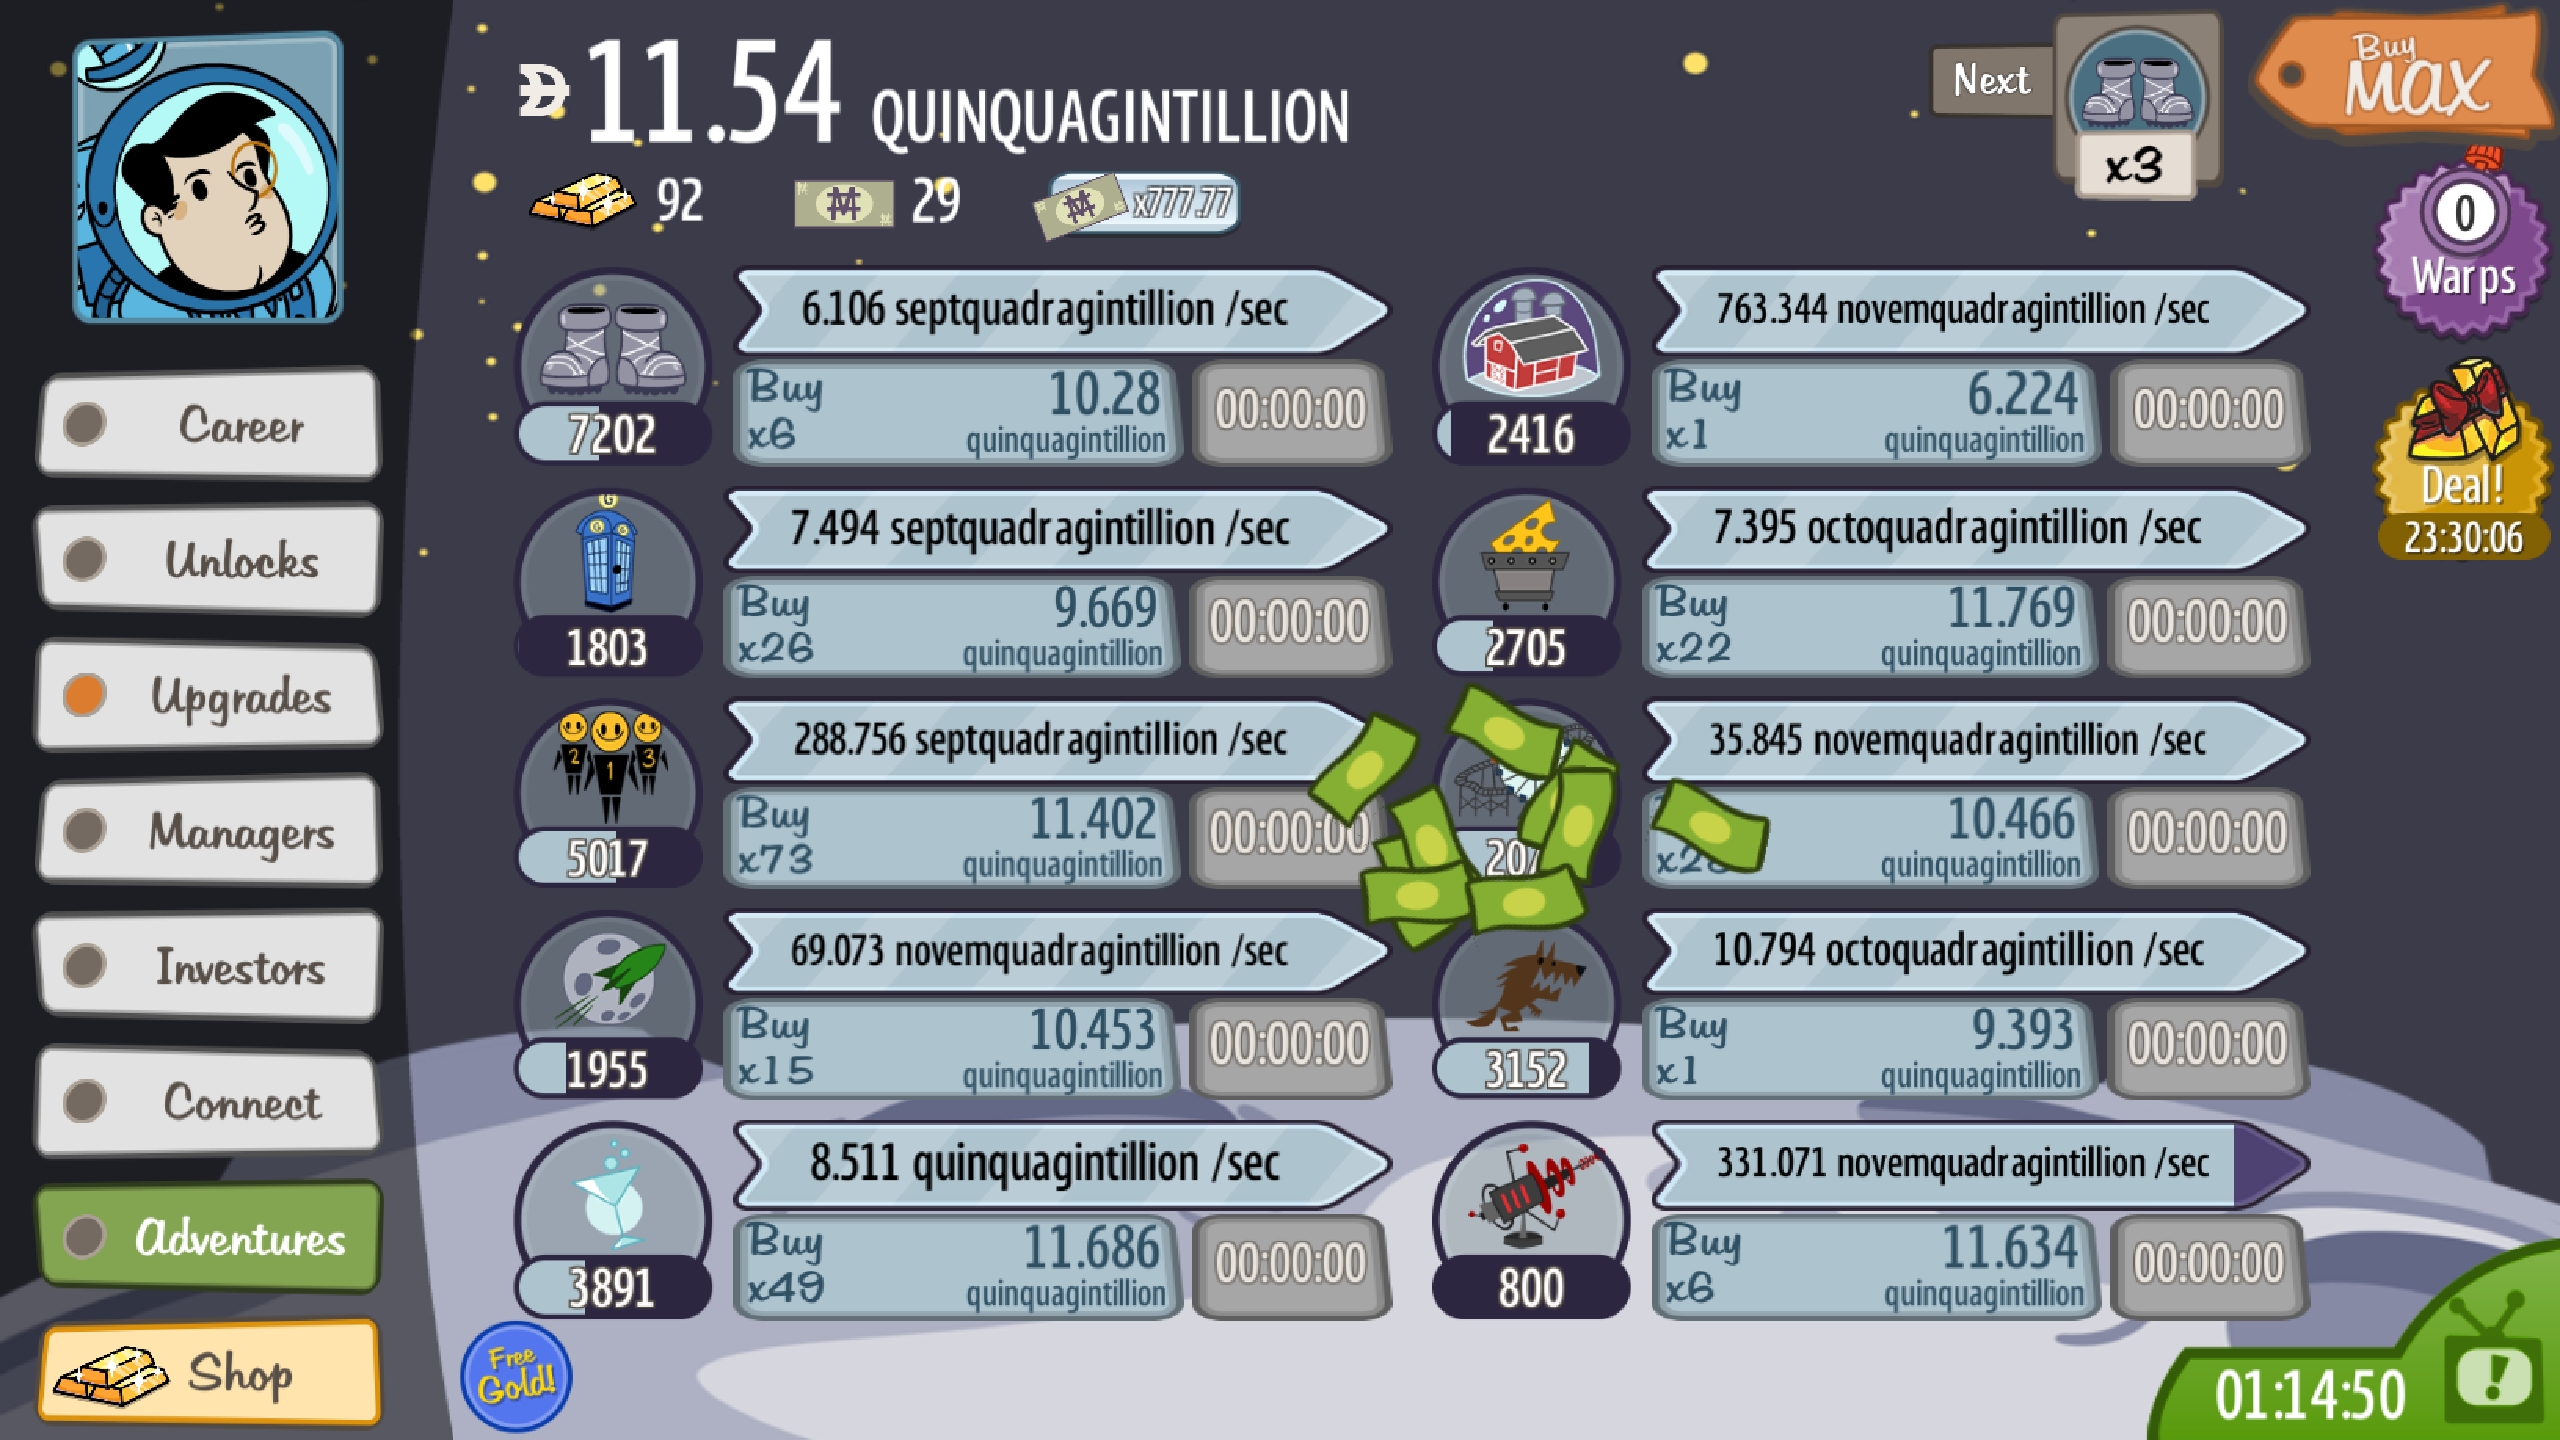 11.54 QUINQUAGINTILLION
92
29
x777.77
Next
x3
Buy
MAX
0
Warps
Deal!
23:30:06
Career
Unlocks
Upgrades
Managers
Investors
Connect
Adventures
Shop
6.106 septquadragintillion /sec
7202
Buy
x6
10.28
quinquagintillion
00:00:00
763.344 novemquadragintillion /sec
2416
Buy
x1
6.224
quinquagintillion
00:00:00
G
7.494 septquadragintillion /sec
1803
Buy
x26
9.669
quinquagintillion
00:00:00
7.395 octoquadragintillion /sec
2705
Buy
x22
11.769
quinquagintillion
00:00:00
2 1 3
288.756 septquadragintillion /sec
5017
Buy
x73
11.402
quinquagintillion
00:00:00
35.845 novemquadragintillion /sec
10.466
quinquagintillion
00:00:00
69.073 novemquadragintillion /sec
1955
Buy
x15
10.453
quinquagintillion
00:00:00
10.794 octoquadragintillion /sec
3152
Buy
x1
9.393
quinquagintillion
00:00:00
8.511 quinquagintillion /sec
3891
Buy
x49
11.686
quinquagintillion
00:00:00
331.071 novemquadragintillion /sec
800
Buy
x6
11.634
quinquagintillion
00:00:00
Free
Gold!
01:14:50
!